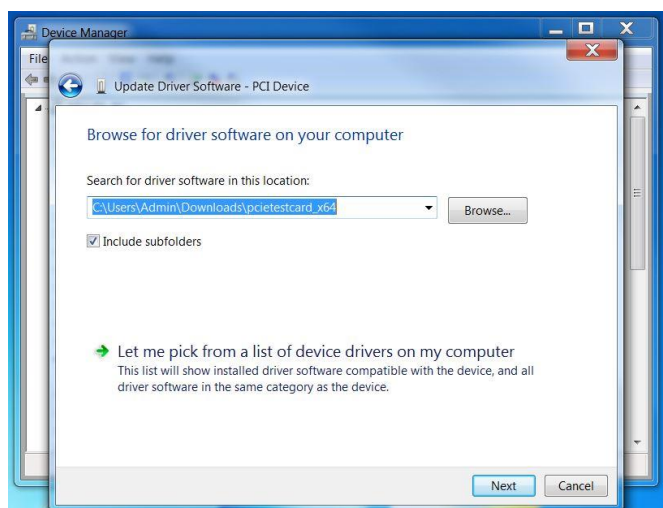 Device Manager
File
Update Driver Software - PCI Device
Browse for driver software on your computer
Search for driver software in this location:
C:\Users\Admin\Downloads\pcietestcard_x64
Browse...
Include subfolders
Let me pick from a list of device drivers on my computer
This list will show installed driver software compatible with the device, and all
driver software in the same category as the device.
Next
Cancel